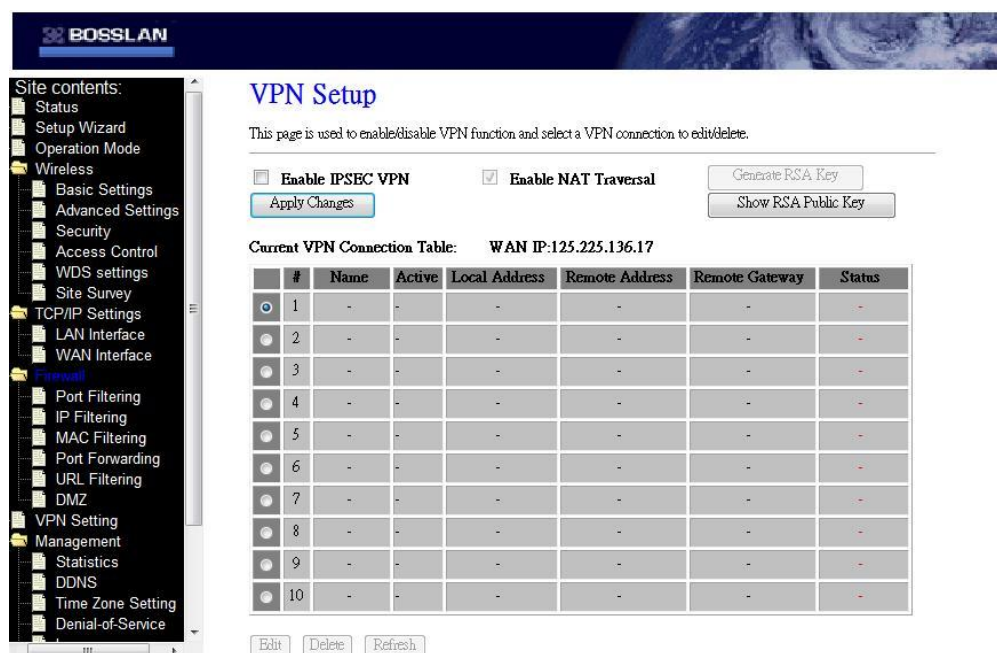 BOSSLAN
Site contents:
Status
Setup Wizard
Operation Mode
Wireless
Basic Settings
Advanced Settings
Security
Access Control
WDS settings
Site Survey
TCP/IP Settings
LAN Interface
WAN Interface
Firewall
Port Filtering
IP Filtering
MAC Filtering
Port Forwarding
URL Filtering
DMZ
VPN Setting
Management
Statistics
DDNS
Time Zone Setting
Denial-of-Service
VPN Setup
This page is used to enable/disable VPN function and select a VPN connection to edit/delete.
Enable IPSEC VPN Enable NAT Traversal Generate RSA Key
Apply Changes Show RSA Public Key
Current VPN Connection Table: WAN IP:125.225.136.17
# Name Active Local Address Remote Address Remote Gateway Status
1 - - - - - -
2 - - - - - -
3 - - - - - -
4 - - - - - -
5 - - - - - -
6 - - - - - -
7 - - - - - -
8 - - - - - -
9 - - - - - -
10 - - - - - -
Edit Delete Refresh